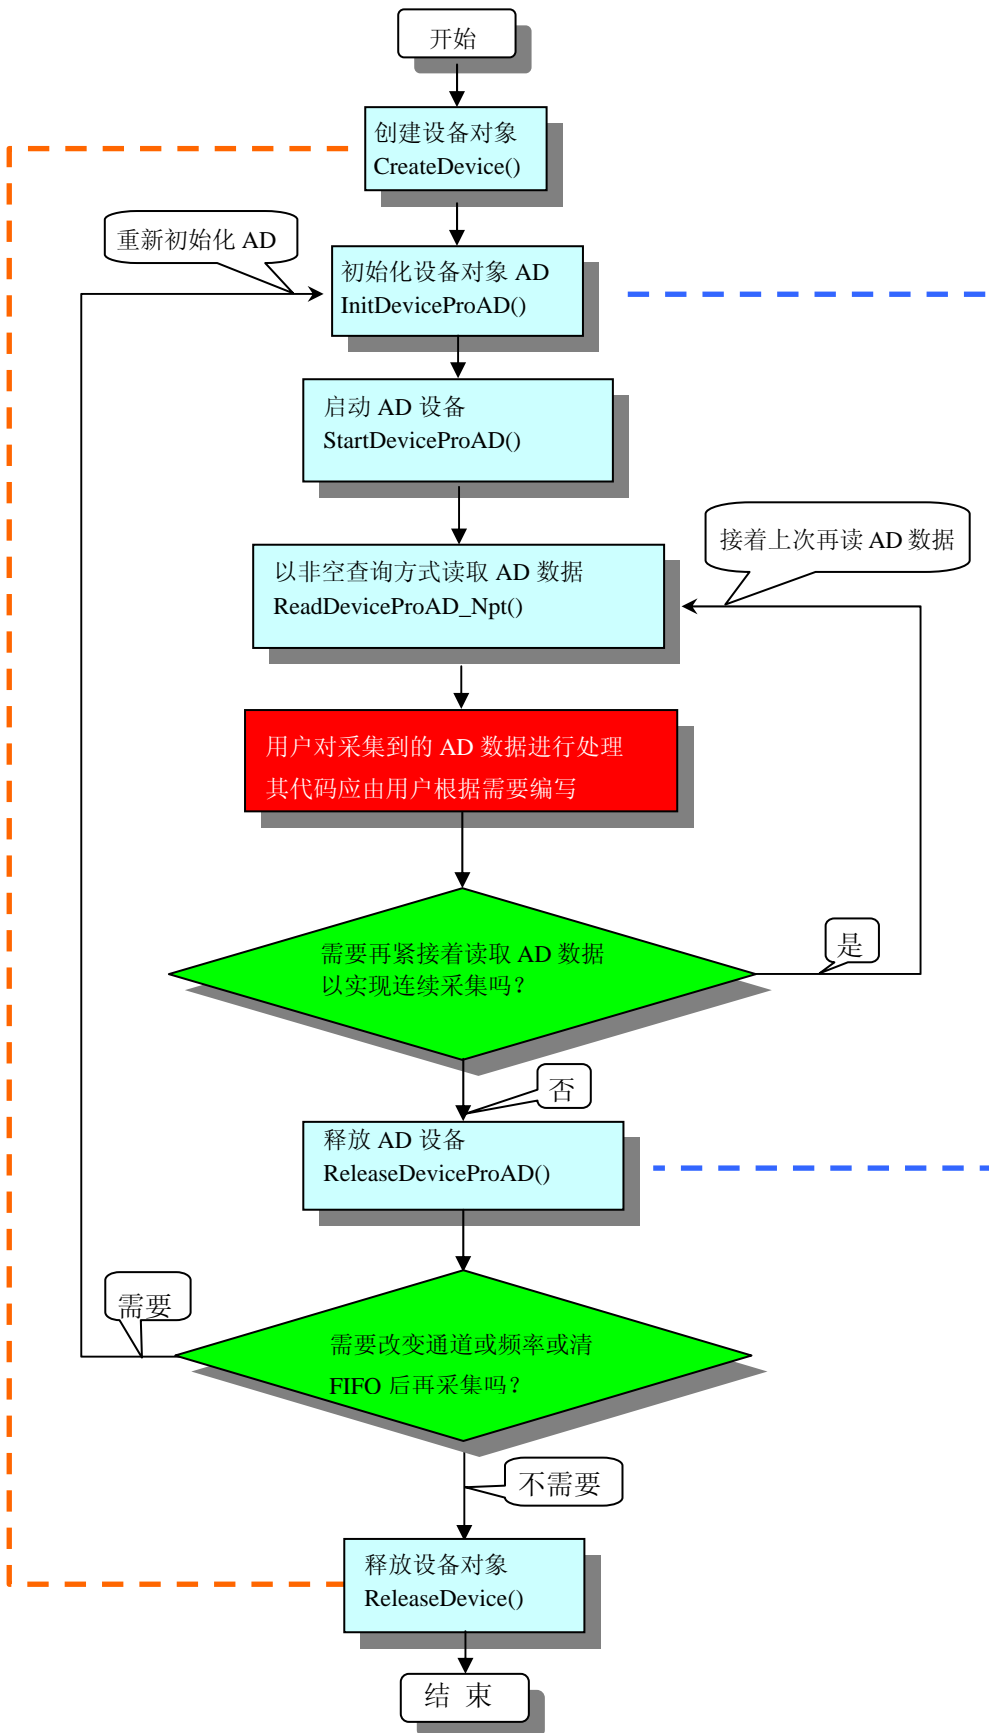 开始
创建设备对象
CreateDevice()
重新初始化 AD
初始化设备对象 AD
InitDeviceProAD()
启动 AD 设备
StartDeviceProAD()
接着上次再读 AD 数据
以非空查询方式读取 AD 数据
ReadDeviceProAD_Npt()
用户对采集到的 AD 数据进行处理
其代码应由用户根据需要编写
需要再紧接着读取 AD 数据
以实现连续采集吗?
是
否
释放 AD 设备
ReleaseDeviceProAD()
需要
需要改变通道或频率或清
FIFO 后再采集吗?
不需要
释放设备对象
ReleaseDevice()
结 束